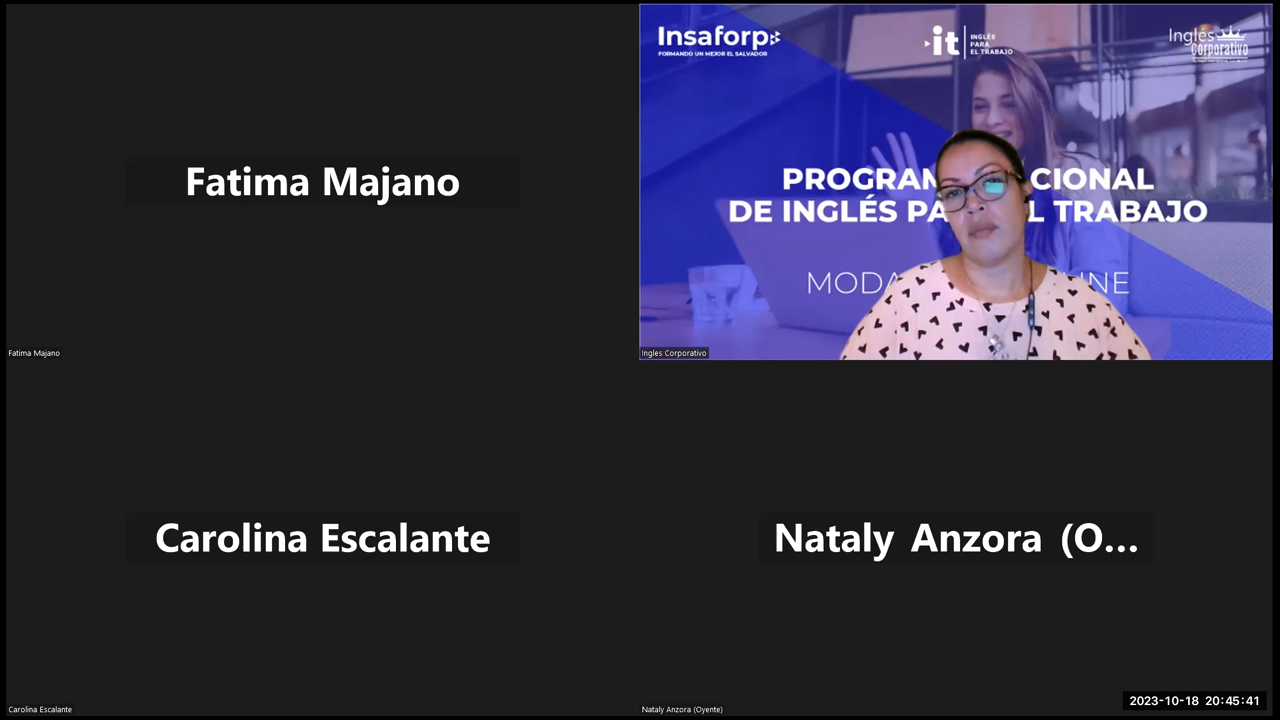 Fatima Majano
Fatima Majano
Insaforp
FORMANDO UN MEJOR EL SALVADOR
it
INGLÉS
PARA
EL TRABAJO
Inglés
Corporativo
PROGRAM CIONAL
DE INGLÉS PA L TRABAJO
MODA INE
Ingles Corporativo
Carolina Escalante
Carolina Escalante
Nataly Anzora (O...
Nataly Anzora (Oyente)
2023-10-18 20:45:41